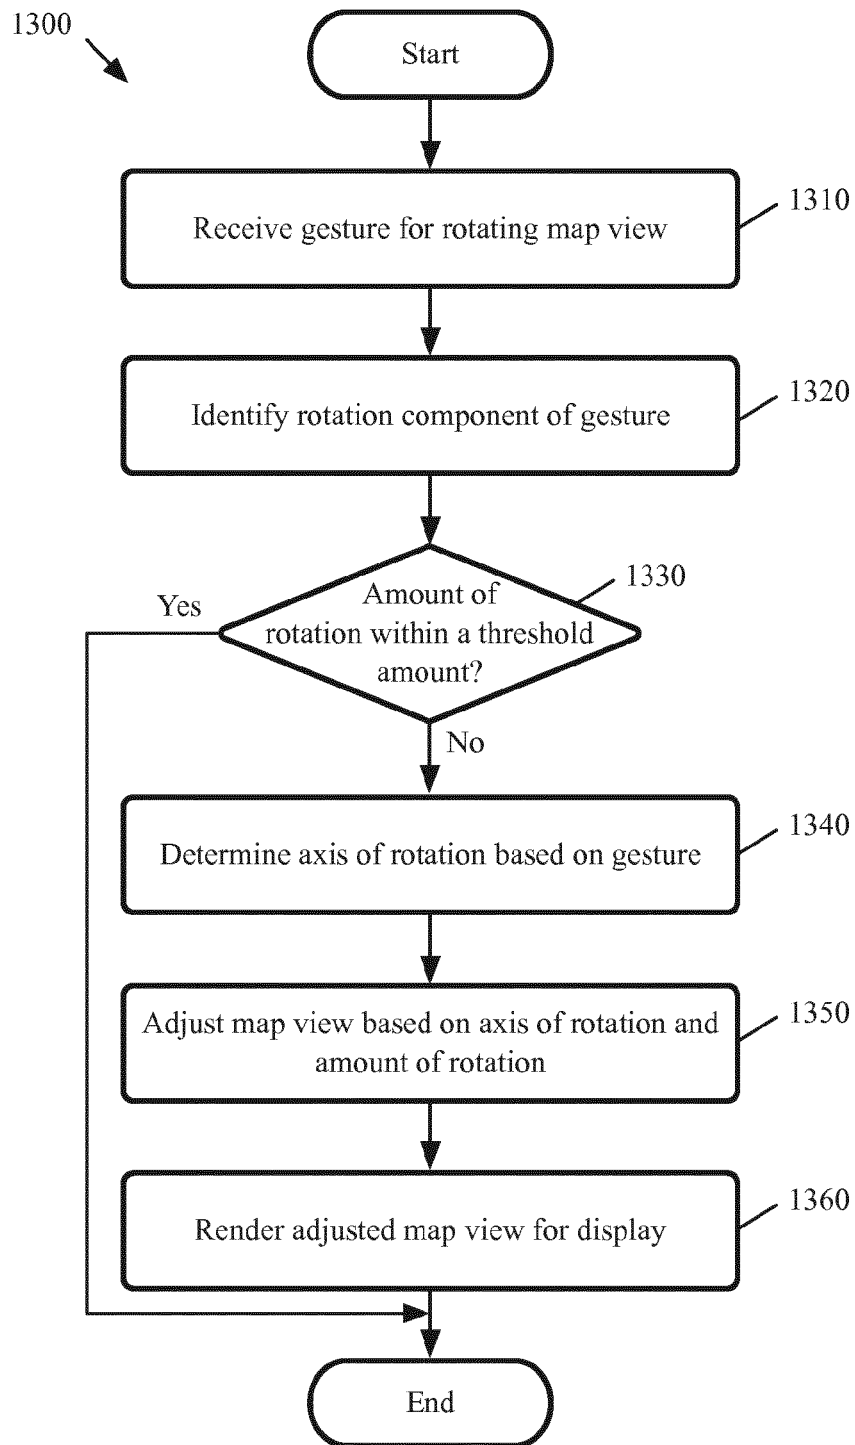 1300
Start
Receive gesture for rotating map view
1310
Identify rotation component of gesture
1320
Amount of
rotation within a threshold
amount?
1330
Yes
No
Determine axis of rotation based on gesture
1340
Adjust map view based on axis of rotation and
amount of rotation
1350
Render adjusted map view for display
1360
End